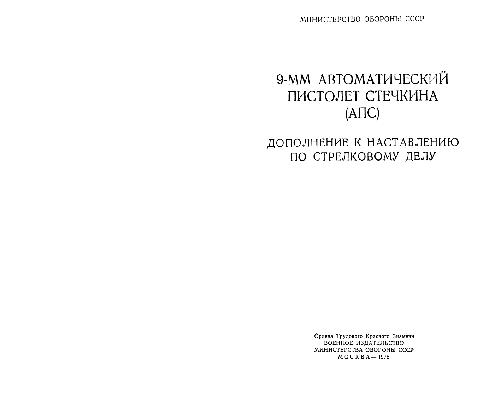 МИНИСТЕРСТВО ОБОРОНЫ СССР
9-ММ АВТОМАТИЧЕСКИЙ
ПИСТОЛЕТ СТЕЧКИНА
(АПС)
ДОПОЛНЕНИЕ К НАСТАВЛЕНИЮ
ПО СТРЕЛКОВОМУ ДЕЛУ
Ордена Трудового Красного Знамени
ВОЕННОЕ ИЗДАТЕЛЬСТВО
МИНИСТЕРСТВА ОБОРОНЫ СССР
МОСКВА —